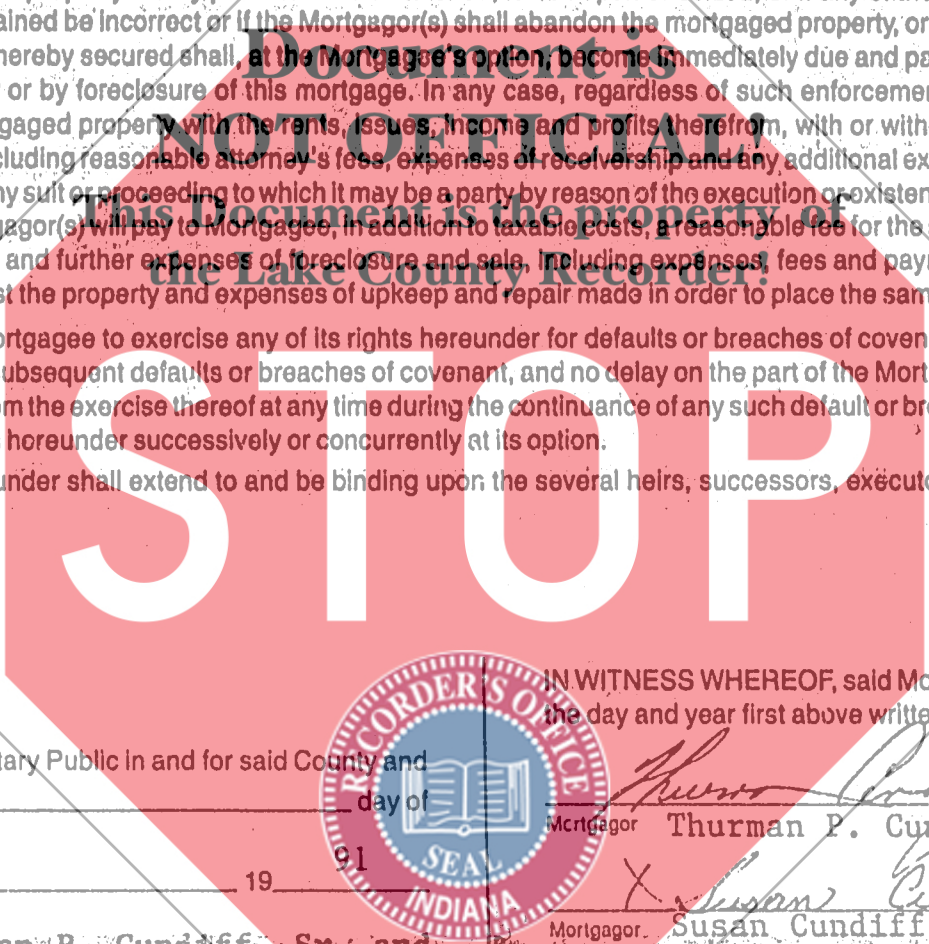 ained be incorrect or if the Mortgagor(s) shall abandon the mortgaged property, or
hereby secured shall, at the Mortgagee's option, become immediately due and pa
or by foreclosure of this mortgage. In any case, regardless of such enforcemen
gaged property with the rents, issues, income and profits therefrom, with or with
cluding reasonable attorney's fees, expenses of receivership and any additional ex
ny suit or proceeding to which it may be a party by reason of the execution or existen
gagor(s) will pay to Mortgagee, in addition to taxable costs, a reasonable fee for the
and further expenses of foreclosure and sale, including expenses, fees and payn
st the property and expenses of upkeep and repair made in order to place the sam
Document is
NOT OFFICIAL!
This Document is the property of
the Lake County Recorder!
ortgagee to exercise any of its rights hereunder for defaults or breaches of coven
ubsequent defaults or breaches of covenant, and no delay on the part of the Mort
om the exercise thereof at any time during the continuance of any such default or bre
hereunder successively or concurrently at its option.
under shall extend to and be binding upon the several heirs, successors, executo
STOP
IN WITNESS WHEREOF, said Mo
the day and year first above writte
tary Public in and for said County and
day of
19 91
RECORDER'S OFFICE
SEAL
INDIANA
Mortgagor Thurman P. Cun
X Susan
Mortgagor Susan Cundiff
an P. Cundiff, Sr. and